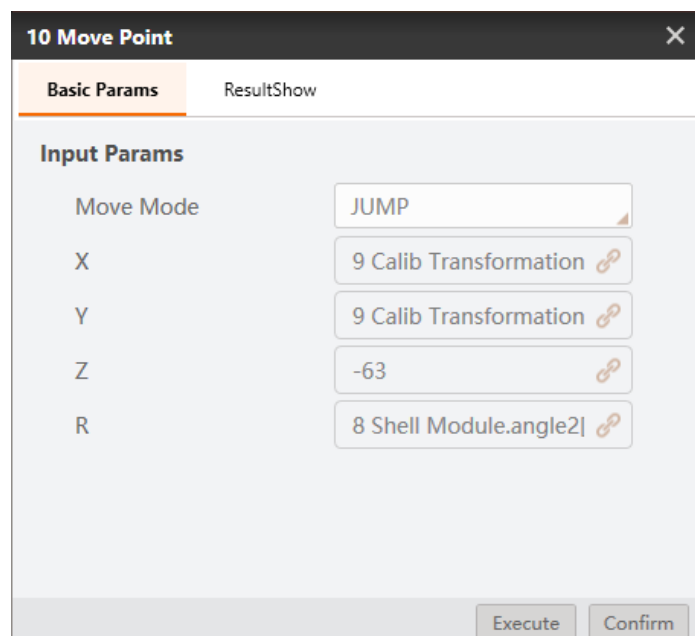 10 Move Point
Basic Params ResultShow
Input Params
Move Mode JUMP
X 9 Calib Transformation
Y 9 Calib Transformation
Z -63
R 8 Shell Module.angle2|
Execute Confirm